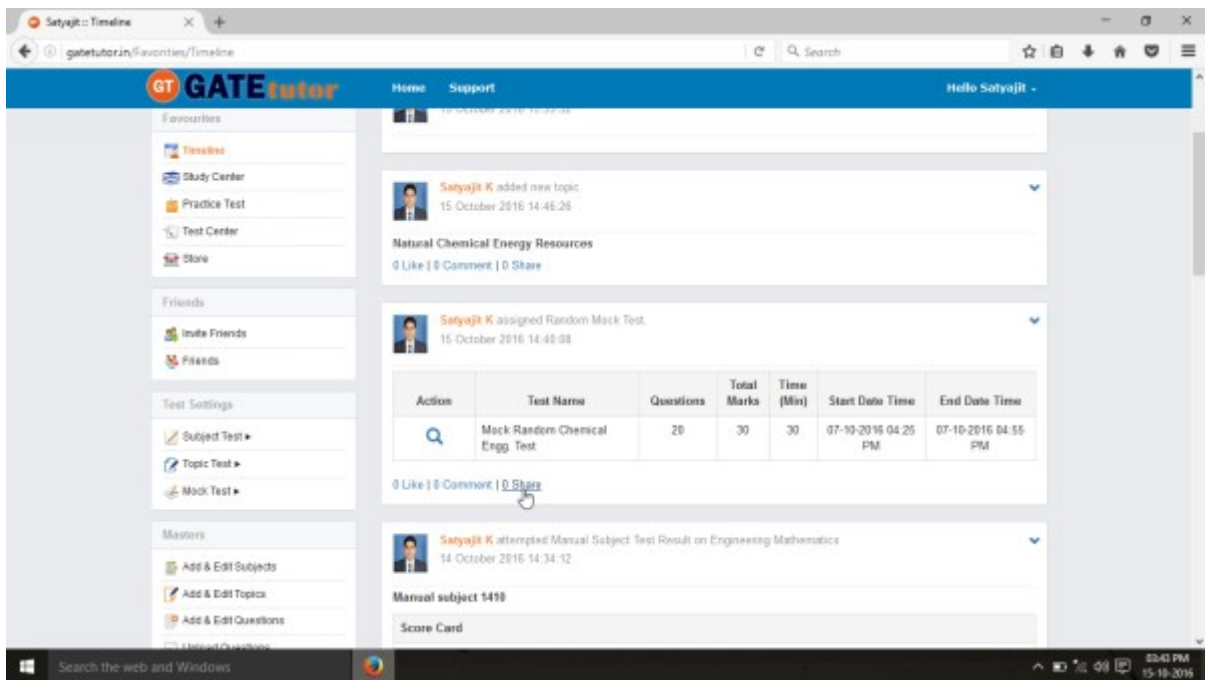 Satyajit :: Timeline
gatetutor.in/Favorities/Timeline
Search
GT GATEtutor
Home Support
Hello Satyajit
Favourites
Timeline
Study Center
Practice Test
Test Center
Store
Friends
Invite Friends
Friends
Test Settings
Subject Test
Topic Test
Mock Test
Masters
Add & Edit Subjects
Add & Edit Topics
Add & Edit Questions
Upload Questions
Satyajit K added new topic.
15 October 2016 14:46:26
Natural Chemical Energy Resources
0 Like | 0 Comment | 0 Share
Satyajit K assigned Random Mock Test.
15 October 2016 14:40:08
Action Test Name Questions Total Marks Time (Min) Start Date Time End Date Time
Mock Random Chemical Engg. Test 20 30 30 07-10-2016 04:25 PM 07-10-2016 04:55 PM
0 Like | 0 Comment | 0 Share
Satyajit K attempted Manual Subject Test Result on Engineering Mathematics
14 October 2016 14:34:12
Manual subject 1410
Score Card
Search the web and Windows
03:43 PM
15-10-2016